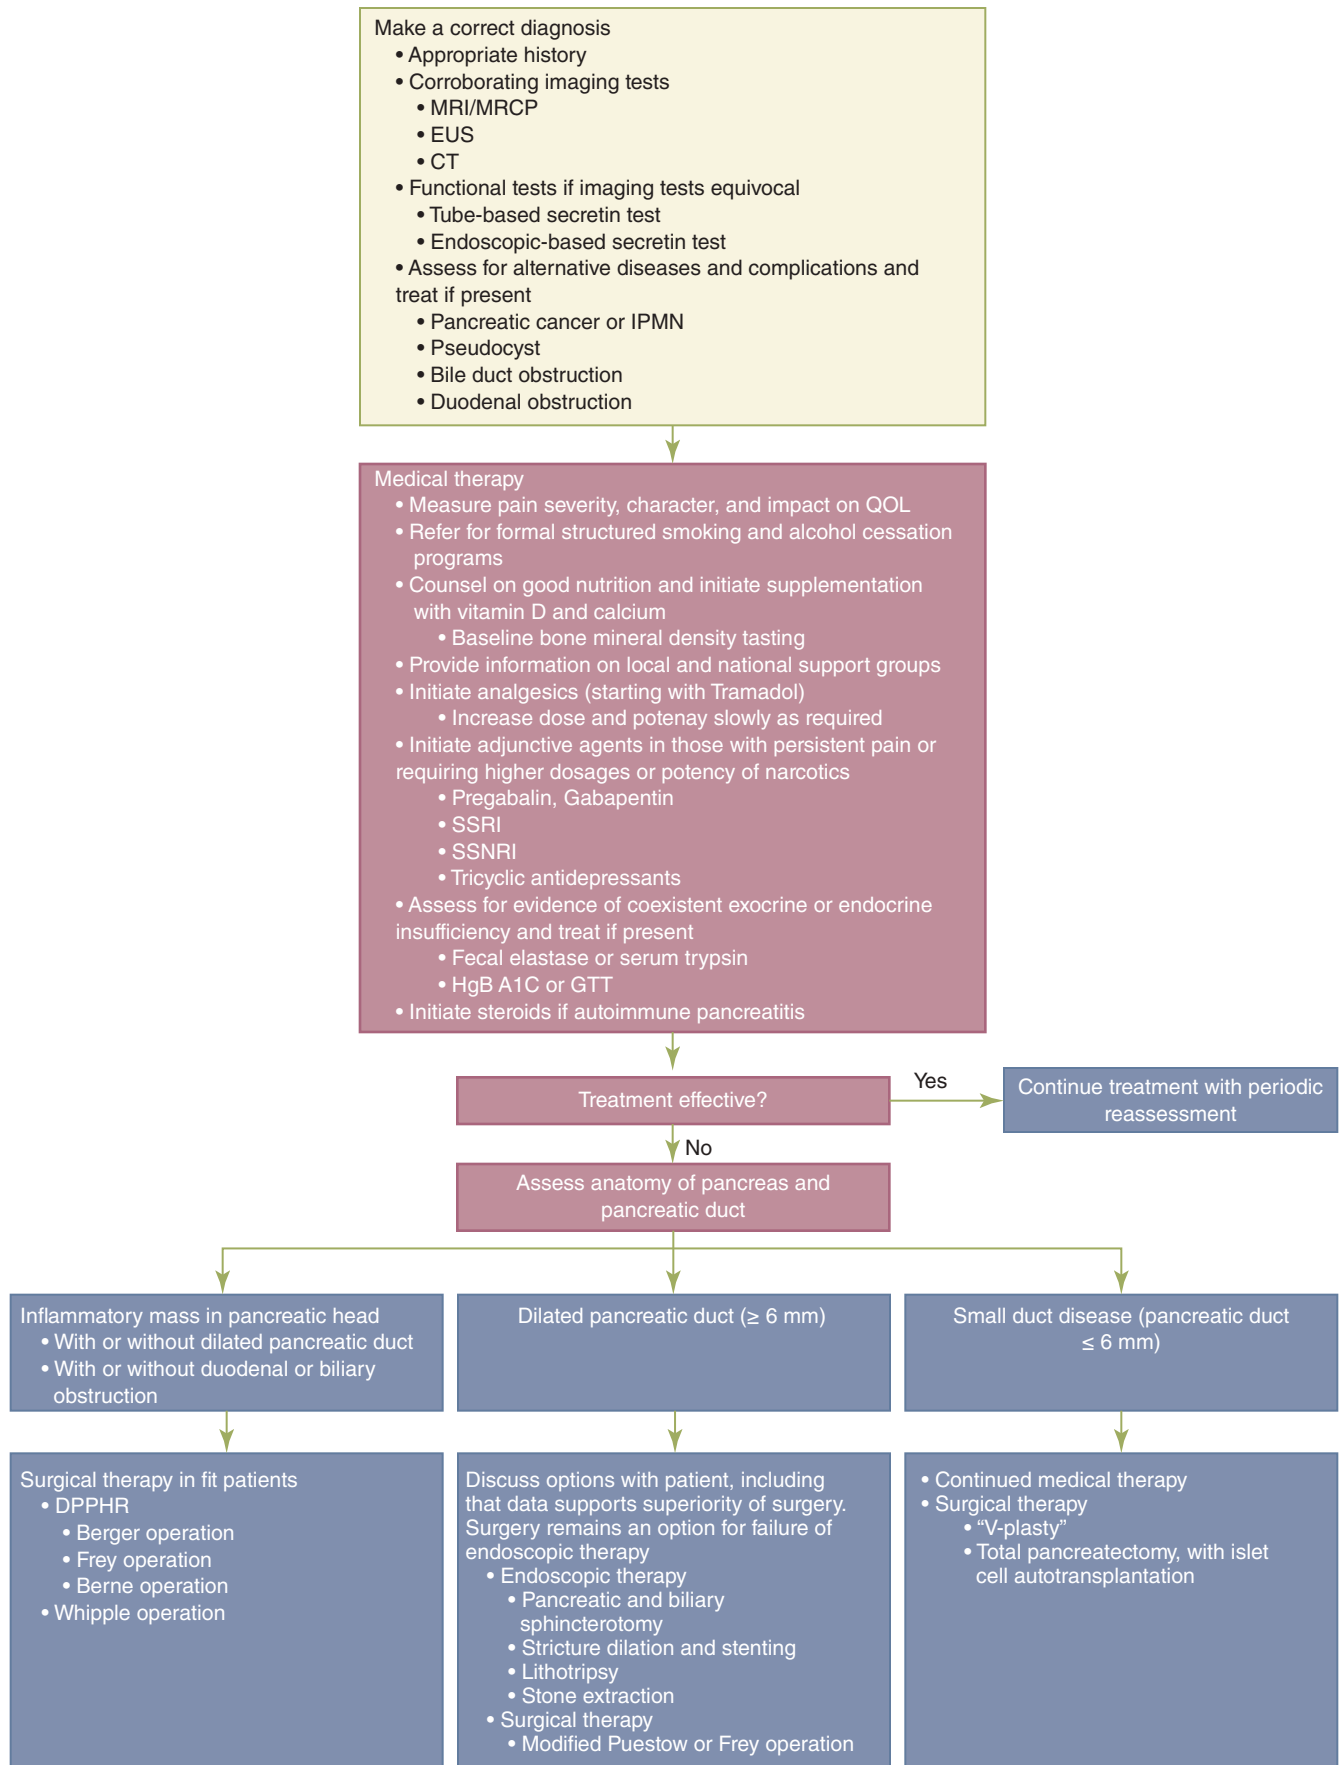 Make a correct diagnosis
• Appropriate history
• Corroborating imaging tests
• MRI/MRCP
• EUS
• CT
• Functional tests if imaging tests equivocal
• Tube-based secretin test
• Endoscopic-based secretin test
• Assess for alternative diseases and complications and
treat if present
• Pancreatic cancer or IPMN
• Pseudocyst
• Bile duct obstruction
• Duodenal obstruction
Medical therapy
• Measure pain severity, character, and impact on QOL
• Refer for formal structured smoking and alcohol cessation
programs
• Counsel on good nutrition and initiate supplementation
with vitamin D and calcium
• Baseline bone mineral density tasting
• Provide information on local and national support groups
• Initiate analgesics (starting with Tramadol)
• Increase dose and potenay slowly as required
• Initiate adjunctive agents in those with persistent pain or
requiring higher dosages or potency of narcotics
• Pregabalin, Gabapentin
• SSRI
• SSNRI
• Tricyclic antidepressants
• Assess for evidence of coexistent exocrine or endocrine
insufficiency and treat if present
• Fecal elastase or serum trypsin
• HgB A1C or GTT
• Initiate steroids if autoimmune pancreatitis
Treatment effective?
Yes
Continue treatment with periodic
reassessment
No
Assess anatomy of pancreas and
pancreatic duct
Inflammatory mass in pancreatic head
• With or without dilated pancreatic duct
• With or without duodenal or biliary
obstruction
Dilated pancreatic duct (≥ 6 mm)
Small duct disease (pancreatic duct
≤ 6 mm)
Surgical therapy in fit patients
• DPPHR
• Berger operation
• Frey operation
• Berne operation
• Whipple operation
Discuss options with patient, including
that data supports superiority of surgery.
Surgery remains an option for failure of
endoscopic therapy
• Endoscopic therapy
• Pancreatic and biliary
sphincterotomy
• Stricture dilation and stenting
• Lithotripsy
• Stone extraction
• Surgical therapy
• Modified Puestow or Frey operation
• Continued medical therapy
• Surgical therapy
• “V-plasty”
• Total pancreatectomy, with islet
cell autotransplantation